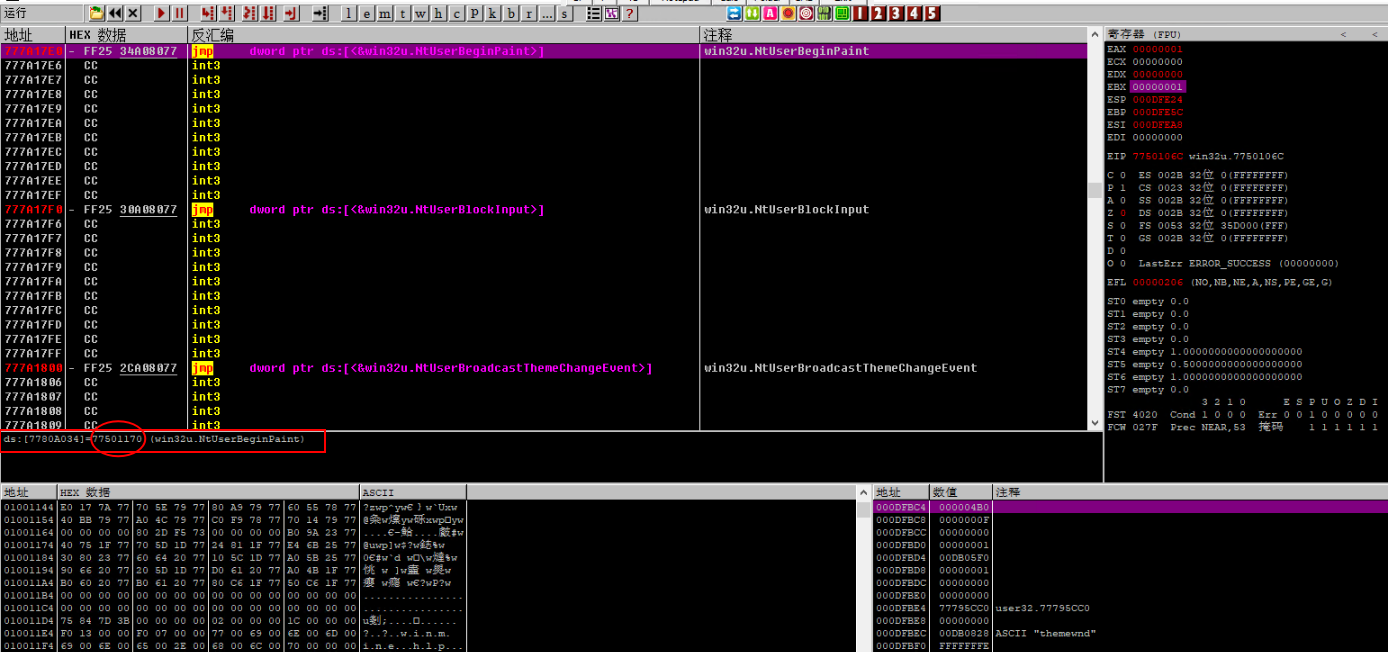 运行
l e m t w h c p k b r ... s
1 2 3 4 5
地址 HEX 数据 反汇编 注释
777A17E0 - FF25 34A08077 jmp dword ptr ds:[<&win32u.NtUserBeginPaint>] win32u.NtUserBeginPaint
777A17E6 CC int3
777A17E7 CC int3
777A17E8 CC int3
777A17E9 CC int3
777A17EA CC int3
777A17EB CC int3
777A17EC CC int3
777A17ED CC int3
777A17EE CC int3
777A17EF CC int3
777A17F0 - FF25 30A08077 jmp dword ptr ds:[<&win32u.NtUserBlockInput>] win32u.NtUserBlockInput
777A17F6 CC int3
777A17F7 CC int3
777A17F8 CC int3
777A17F9 CC int3
777A17FA CC int3
777A17FB CC int3
777A17FC CC int3
777A17FD CC int3
777A17FE CC int3
777A17FF CC int3
777A1800 - FF25 2CA08077 jmp dword ptr ds:[<&win32u.NtUserBroadcastThemeChangeEvent>] win32u.NtUserBroadcastThemeChangeEvent
777A1806 CC int3
777A1807 CC int3
777A1808 CC int3
777A1809 CC int3
ds:[7780A034]=77501170 (win32u.NtUserBeginPaint)
寄存器 (FPU) < <
EAX 00000001
ECX 00000000
EDX 00000000
EBX 00000001
ESP 000DFE24
EBP 000DFE5C
ESI 000DFEA8
EDI 00000000
EIP 7750106C win32u.7750106C
C 0 ES 002B 32位 0(FFFFFFFF)
P 1 CS 0023 32位 0(FFFFFFFF)
A 0 SS 002B 32位 0(FFFFFFFF)
Z 0 DS 002B 32位 0(FFFFFFFF)
S 0 FS 0053 32位 35D000(FFF)
T 0 GS 002B 32位 0(FFFFFFFF)
D 0
O 0 LastErr ERROR_SUCCESS (00000000)
EFL 00000206 (NO,NB,NE,A,NS,PE,GE,G)
ST0 empty 0.0
ST1 empty 0.0
ST2 empty 0.0
ST3 empty 0.0
ST4 empty 1.0000000000000000000
ST5 empty 0.5000000000000000000
ST6 empty 1.0000000000000000000
ST7 empty 0.0
3 2 1 0 E S P U O Z D I
FST 4020 Cond 1 0 0 0 Err 0 0 1 0 0 0 0 0
FCW 027F Prec NEAR,53 掩码 1 1 1 1 1 1
地址 HEX 数据 ASCII
01001144 E0 17 7A 77 70 5E 79 77 80 A9 79 77 60 55 78 77
01001154 40 BB 79 77 A0 4C 79 77 C0 F9 78 77 70 14 79 77
01001164 00 00 00 00 80 2D F5 73 00 00 00 00 B0 9A 23 77
01001174 40 75 1F 77 70 5D 1D 77 24 81 1F 77 E4 6B 25 77
01001184 30 80 23 77 60 64 20 77 10 5C 1D 77 A0 5B 25 77
01001194 90 66 20 77 20 5D 1D 77 D0 61 20 77 A0 4B 1F 77
010011A4 B0 60 20 77 B0 61 20 77 80 C6 1F 77 50 C6 1F 77
010011B4 00 00 00 00 00 00 00 00 00 00 00 00 00 00 00 00 ................
010011C4 00 00 00 00 00 00 00 00 00 00 00 00 00 00 00 00 ................
010011D4 75 84 7D 3B 00 00 00 00 02 00 00 00 1C 00 00 00
010011E4 F0 13 00 00 F0 07 00 00 77 00 69 00 6E 00 6D 00 ?..?..w.i.n.m.
010011F4 69 00 6E 00 65 00 2E 00 68 00 6C 00 70 00 00 00 i.n.e...h.l.p...
地址 数值 注释
000DFBC4 000004B0
000DFBC8 0000000F
000DFBCC 00000000
000DFBD0 00000001
000DFBD4 00DB05F0
000DFBD8 00000001
000DFBDC 00000000
000DFBE0 00000000
000DFBE4 77795CC0 user32.77795CC0
000DFBE8 00000000
000DFBEC 00DB0828 ASCII "themewnd"
000DFBF0 FFFFFFFE